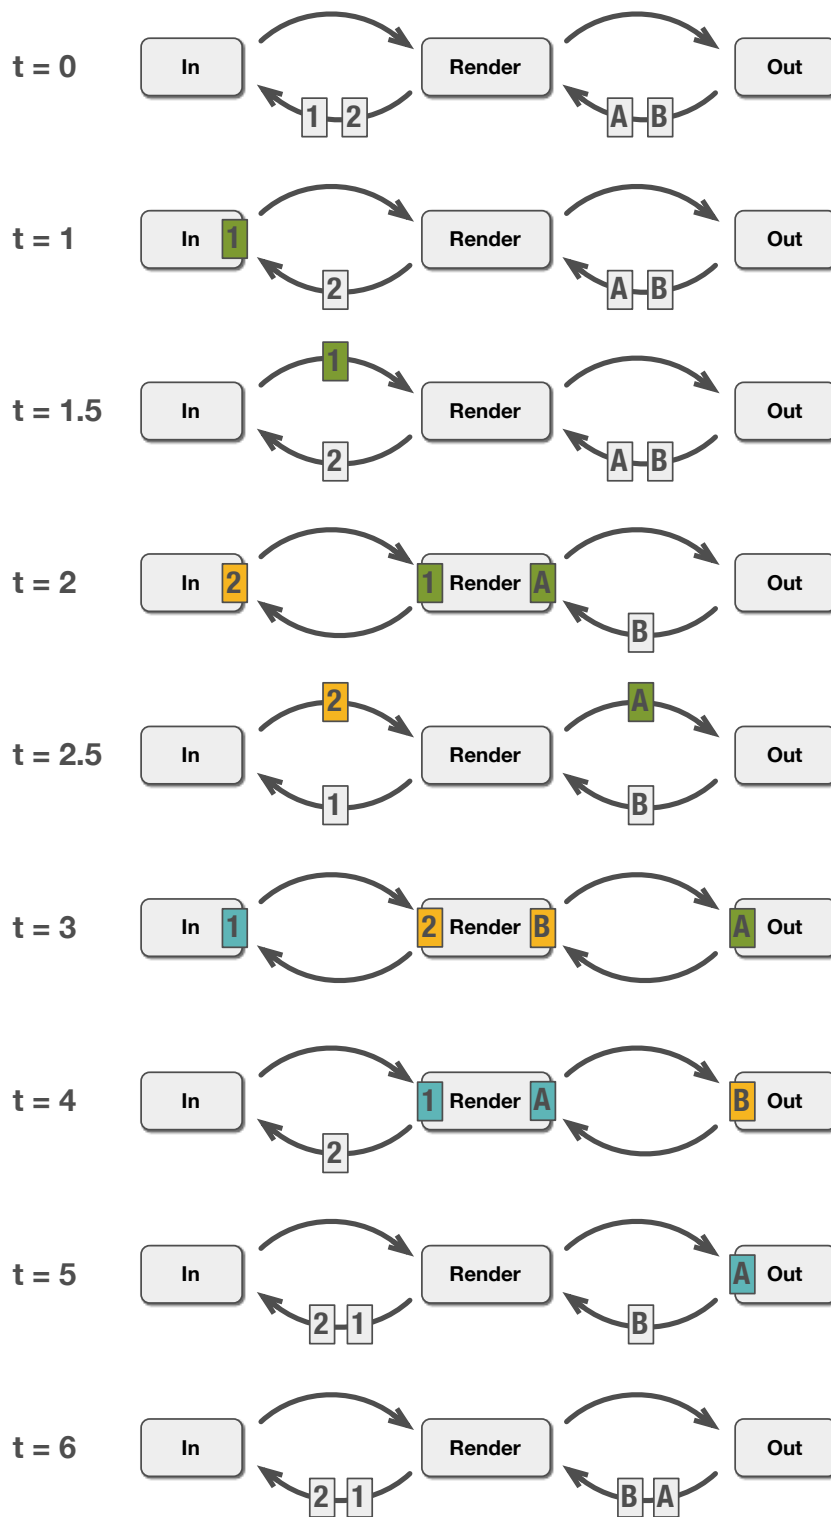 t = 0 In Render Out
1 2 A B
t = 1 In 1 Render Out
2 A B
1
t = 1.5 In Render Out
2 A B
t = 2 In 2 1 Render A Out
B
2 A
t = 2.5 In Render Out
1 B
t = 3 In 1 2 Render B A Out
t = 4 In 1 Render A B Out
2
t = 5 In Render A Out
2 1 B
t = 6 In Render Out
2 1 B A